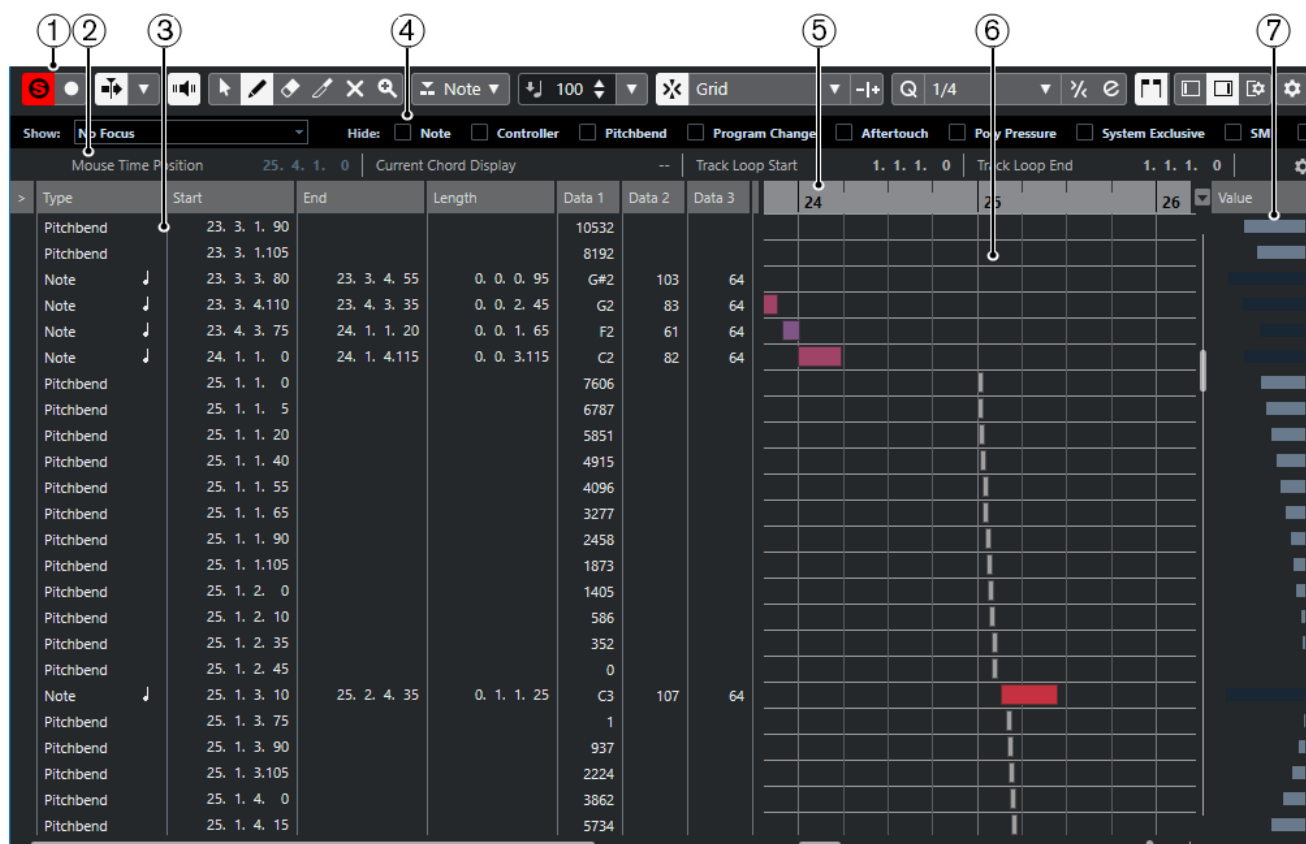 1 2 3 4 5 6 7
S Note 100 Grid Q 1/4
Show: No Focus Hide: Note Controller Pitchbend Program Change Aftertouch Poly Pressure System Exclusive SM
Mouse Time Position 25. 4. 1. 0 Current Chord Display -- Track Loop Start 1. 1. 1. 0 Track Loop End 1. 1. 1. 0
> Type Start End Length Data 1 Data 2 Data 3 24 25 26 Value
Pitchbend 23. 3. 1. 90 10532
Pitchbend 23. 3. 1.105 8192
Note 23. 3. 3. 80 23. 3. 4. 55 0. 0. 0. 95 G#2 103 64
Note 23. 3. 4.110 23. 4. 3. 35 0. 0. 2. 45 G2 83 64
Note 23. 4. 3. 75 24. 1. 1. 20 0. 0. 1. 65 F2 61 64
Note 24. 1. 1. 0 24. 1. 4.115 0. 0. 3.115 C2 82 64
Pitchbend 25. 1. 1. 0 7606
Pitchbend 25. 1. 1. 5 6787
Pitchbend 25. 1. 1. 20 5851
Pitchbend 25. 1. 1. 40 4915
Pitchbend 25. 1. 1. 55 4096
Pitchbend 25. 1. 1. 65 3277
Pitchbend 25. 1. 1. 90 2458
Pitchbend 25. 1. 1.105 1873
Pitchbend 25. 1. 2. 0 1405
Pitchbend 25. 1. 2. 10 586
Pitchbend 25. 1. 2. 35 352
Pitchbend 25. 1. 2. 45 0
Note 25. 1. 3. 10 25. 2. 4. 35 0. 1. 1. 25 C3 107 64
Pitchbend 25. 1. 3. 75 1
Pitchbend 25. 1. 3. 90 937
Pitchbend 25. 1. 3.105 2224
Pitchbend 25. 1. 4. 0 3862
Pitchbend 25. 1. 4. 15 5734